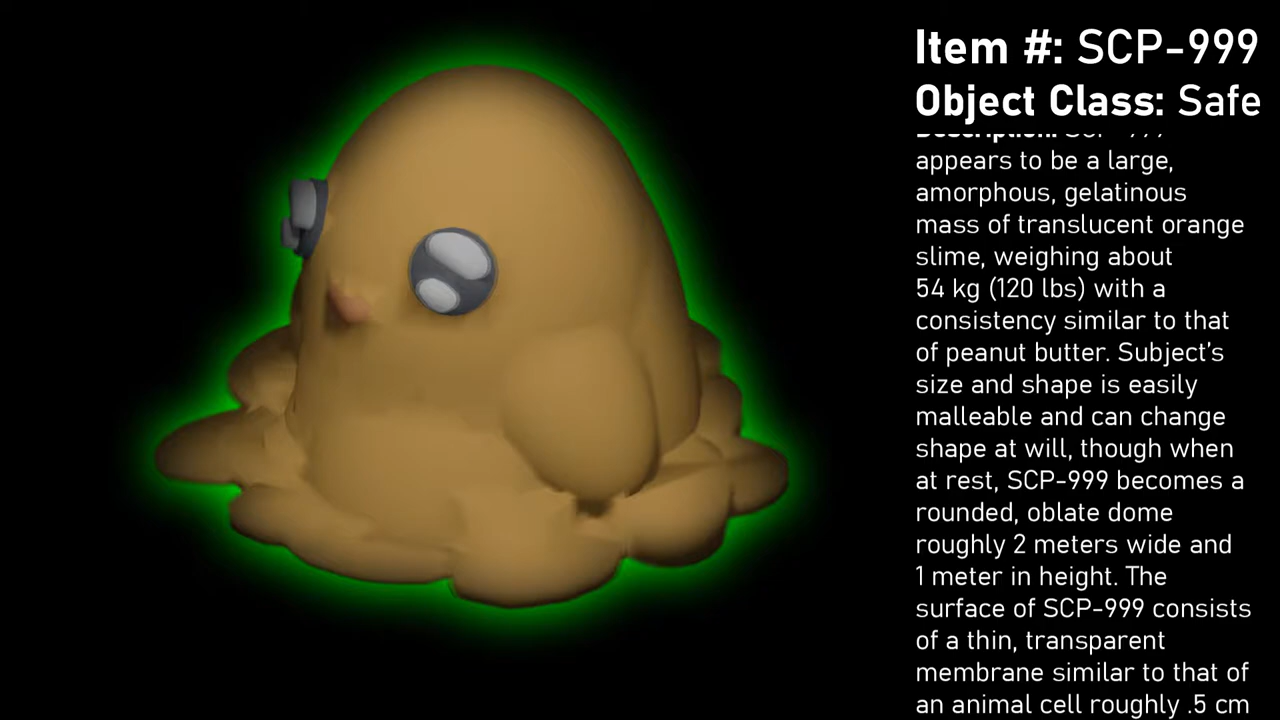 Item #: SCP-999
Object Class: Safe
Description: SCP-999
appears to be a large,
amorphous, gelatinous
mass of translucent orange
slime, weighing about
54 kg (120 lbs) with a
consistency similar to that
of peanut butter. Subject's
size and shape is easily
malleable and can change
shape at will, though when
at rest, SCP-999 becomes a
rounded, oblate dome
roughly 2 meters wide and
1 meter in height. The
surface of SCP-999 consists
of a thin, transparent
membrane similar to that of
an animal cell roughly .5 cm